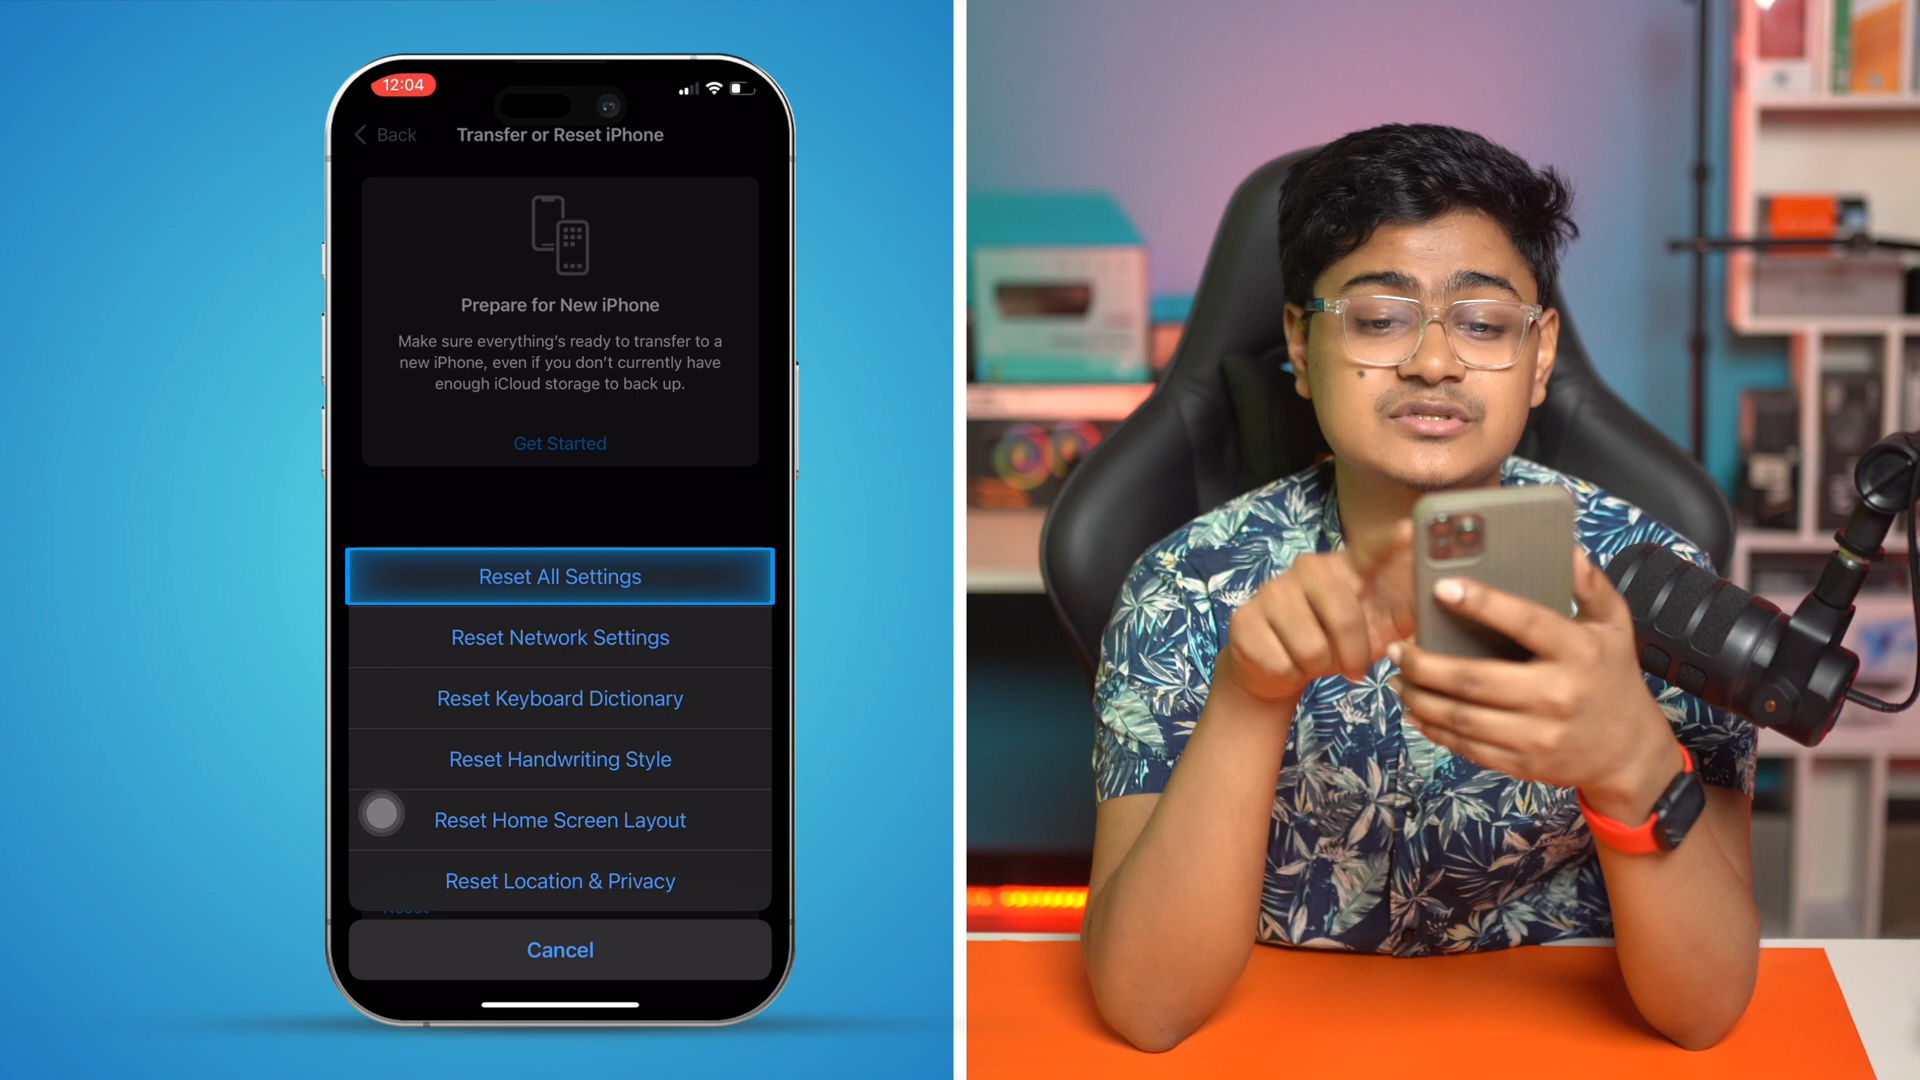 12:04
Back
Transfer or Reset iPhone
Prepare for New iPhone
Make sure everything's ready to transfer to a
new iPhone, even if you don't currently have
enough iCloud storage to back up.
Get Started
Reset All Settings
Reset Network Settings
Reset Keyboard Dictionary
Reset Handwriting Style
Reset Home Screen Layout
Reset Location & Privacy
Reset
Cancel